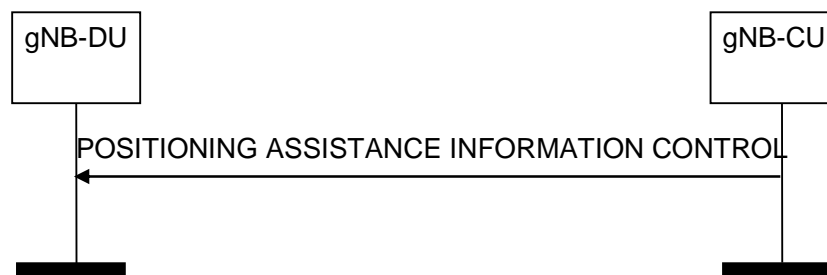 gNB-DU
gNB-CU
POSITIONING ASSISTANCE INFORMATION CONTROL